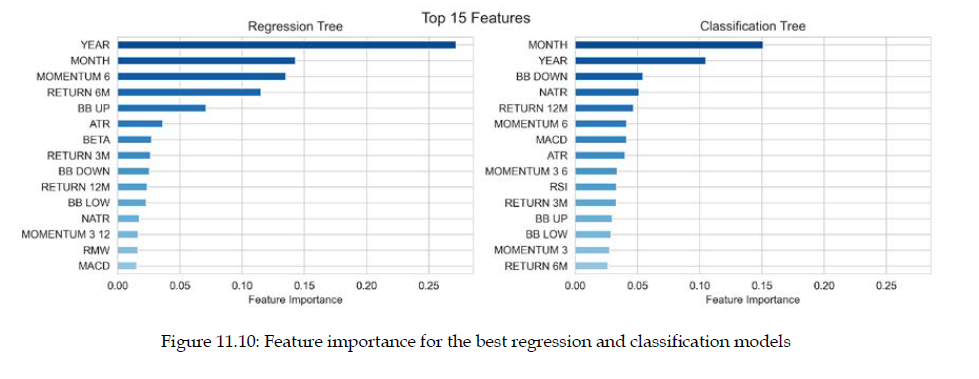 Top 15 Features
Regression Tree
YEAR
MONTH
MOMENTUM 6
RETURN 6M
BB UP
ATR
BETA
RETURN 3M
BB DOWN
RETURN 12M
BB LOW
NATR
MOMENTUM 3 12
RMW
MACD
0.00 0.05 0.10 0.15 0.20 0.25
Feature Importance
Classification Tree
MONTH
YEAR
BB DOWN
NATR
RETURN 12M
MOMENTUM 6
MACD
ATR
MOMENTUM 3 6
RSI
RETURN 3M
BB UP
BB LOW
MOMENTUM 3
RETURN 6M
0.00 0.05 0.10 0.15 0.20 0.25
Feature Importance
Figure 11.10: Feature importance for the best regression and classification models